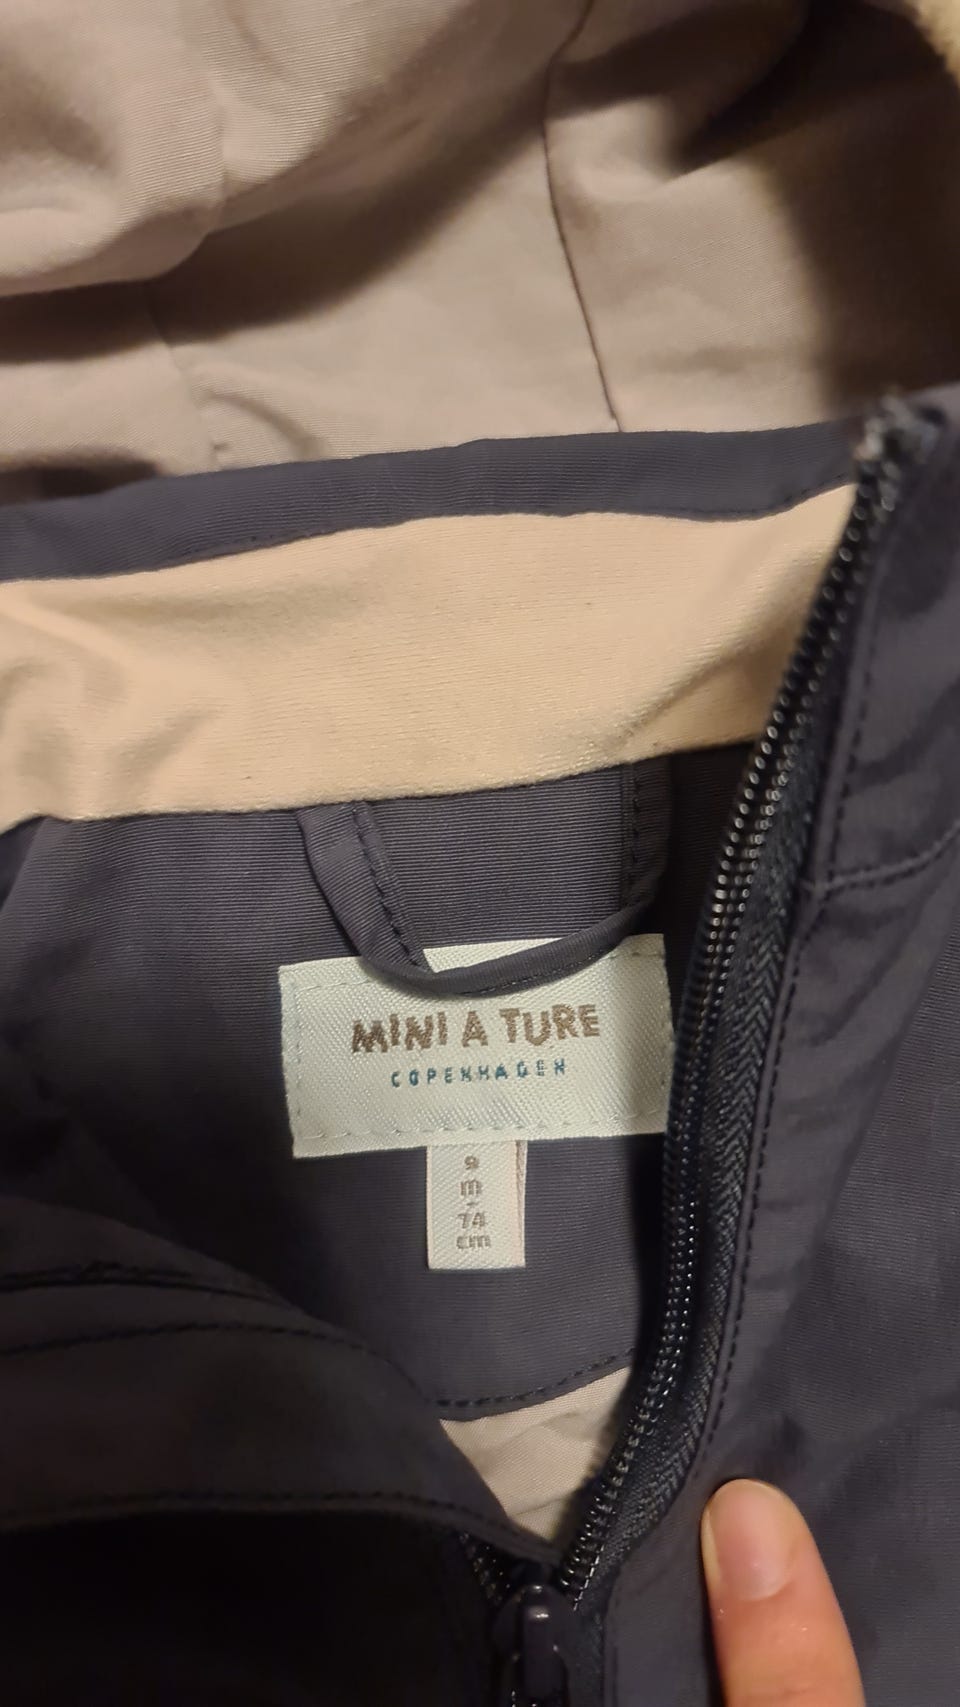 MINI A TURE
COPENHAGEN
9
m
-
74
cm